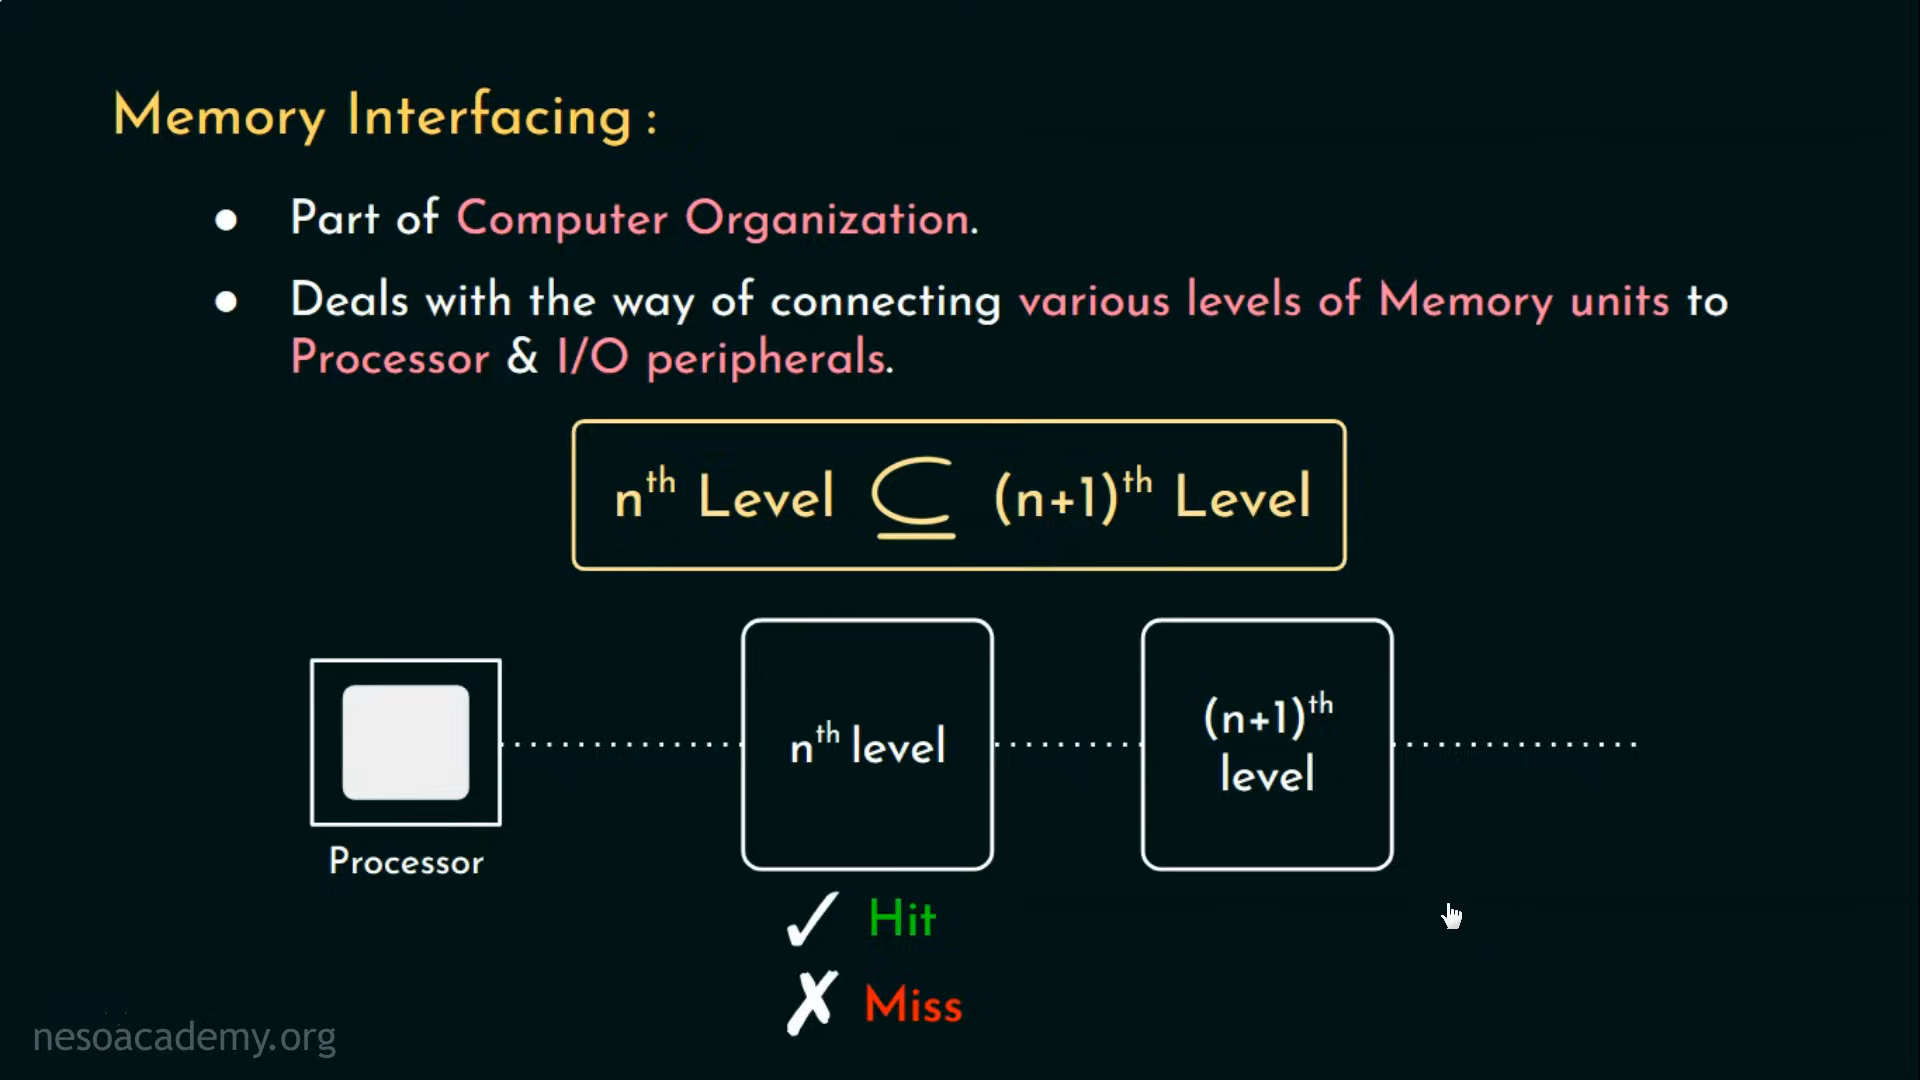 Memory Interfacing :
● Part of Computer Organization.
● Deals with the way of connecting various levels of Memory units to
Processor & I/O peripherals.
nth Level ⊆ (n+1)th Level
Processor
nth level
(n+1)th
level
✓ Hit
✗ Miss
nesoacademy.org